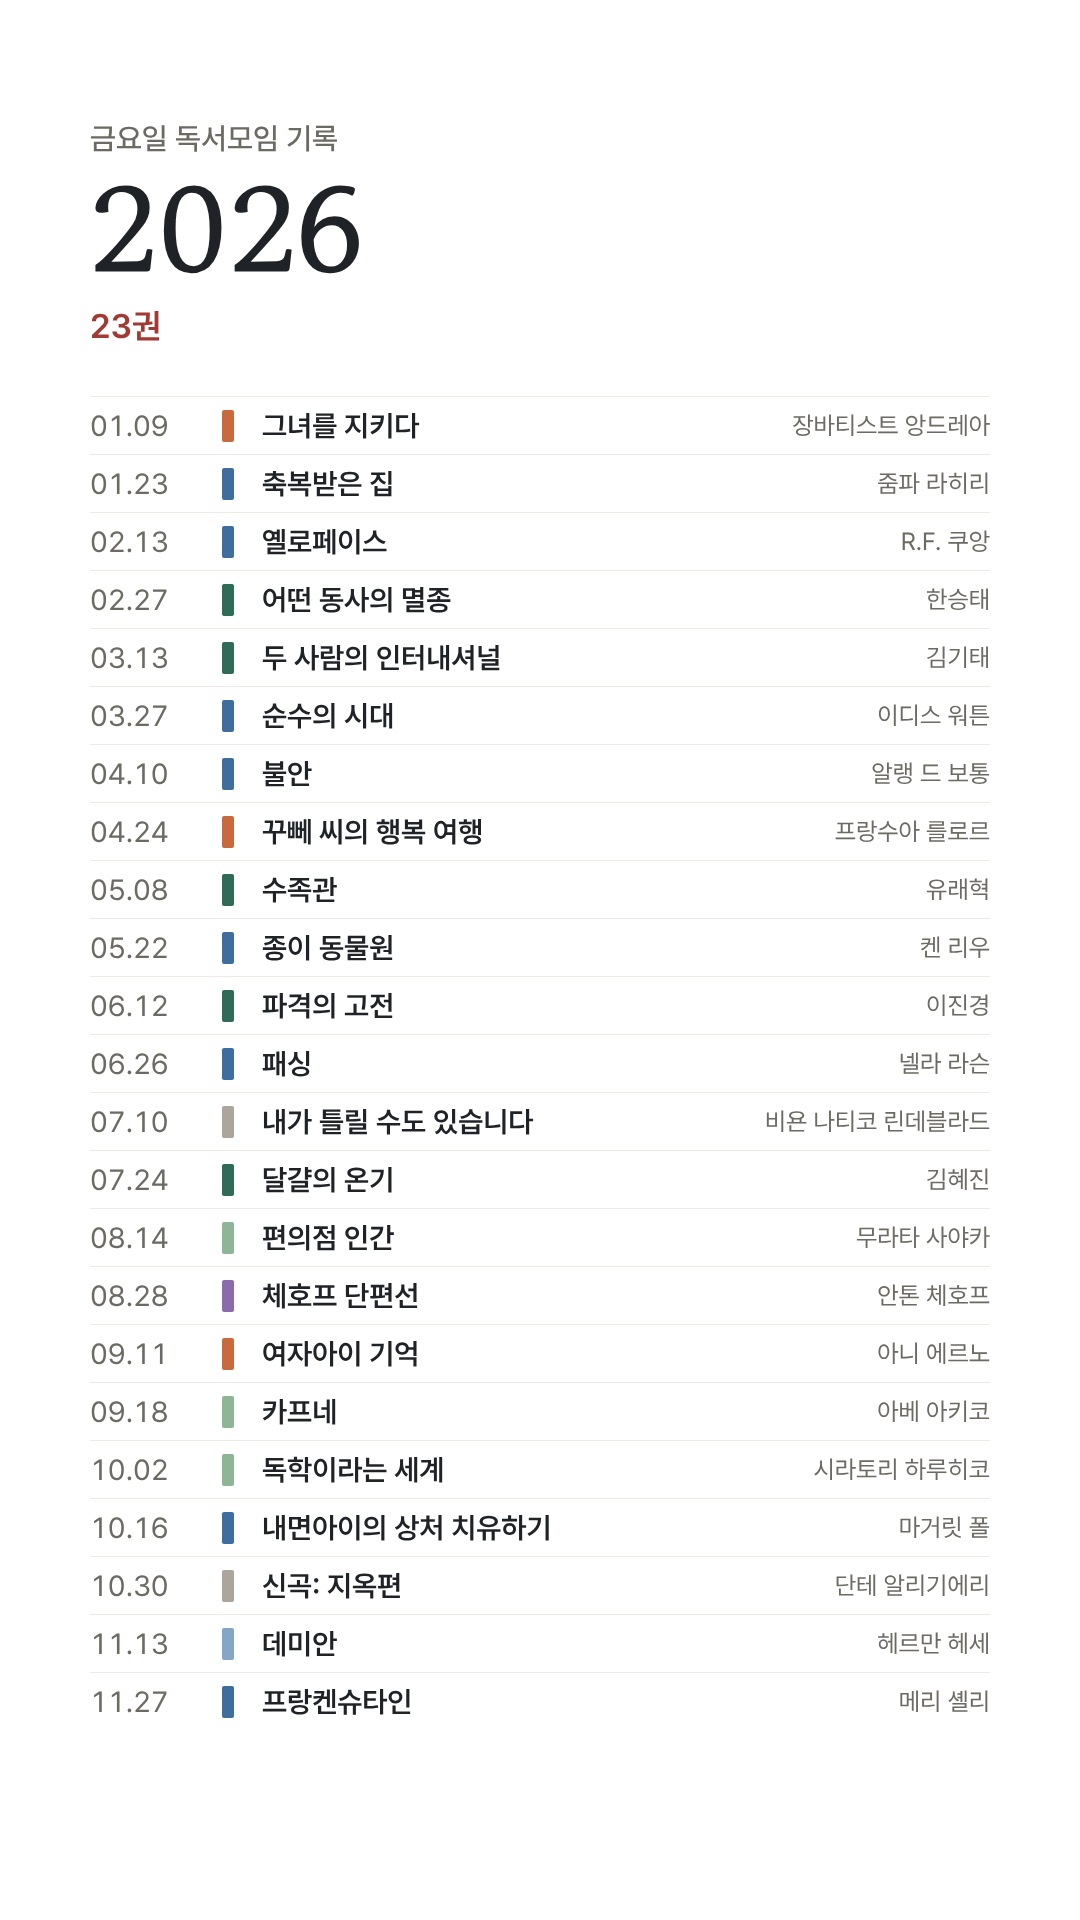 금요일 독서모임 기록
2026
23권
01.09 그녀를 지키다 장바티스트 앙드레아
01.23 축복받은 집 줌파 라히리
02.13 옐로페이스 R.F. 쿠앙
02.27 어떤 동사의 멸종 한승태
03.13 두 사람의 인터내셔널 김기태
03.27 순수의 시대 이디스 워튼
04.10 불안 알랭 드 보통
04.24 꾸뻬 씨의 행복 여행 프랑수아 를로르
05.08 수족관 유래혁
05.22 종이 동물원 켄 리우
06.12 파격의 고전 이진경
06.26 패싱 넬라 라슨
07.10 내가 틀릴 수도 있습니다 비욘 나티코 린데블라드
07.24 달걀의 온기 김혜진
08.14 편의점 인간 무라타 사야카
08.28 체호프 단편선 안톤 체호프
09.11 여자아이 기억 아니 에르노
09.18 카프네 아베 아키코
10.02 독학이라는 세계 시라토리 하루히코
10.16 내면아이의 상처 치유하기 마거릿 폴
10.30 신곡: 지옥편 단테 알리기에리
11.13 데미안 헤르만 헤세
11.27 프랑켄슈타인 메리 셸리